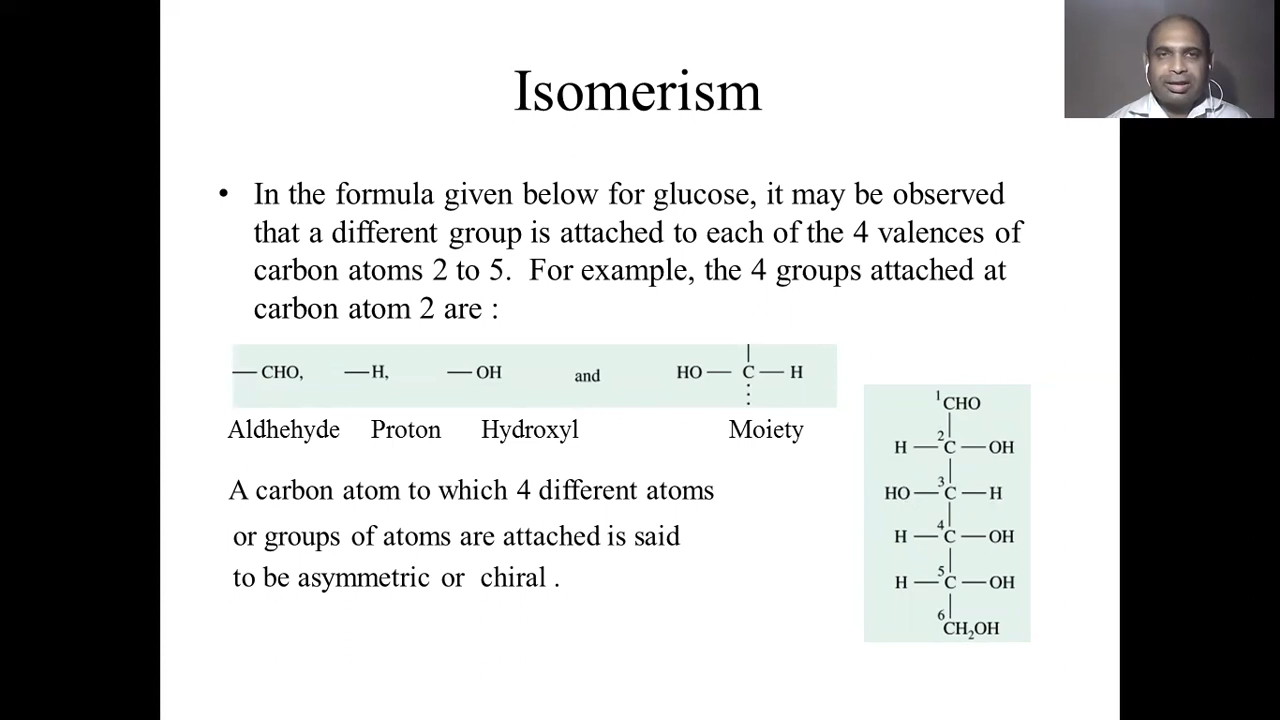 Isomerism
• In the formula given below for glucose, it may be observed
that a different group is attached to each of the 4 valences of
carbon atoms 2 to 5. For example, the 4 groups attached at
carbon atom 2 are :
— CHO, — H, — OH and HO — C — H
Aldhehyde Proton Hydroxyl Moiety
A carbon atom to which 4 different atoms
or groups of atoms are attached is said
to be asymmetric or chiral .
¹CHO
H — ²C — OH
HO — ³C — H
H — ⁴C — OH
H — ⁵C — OH
⁶CH₂OH